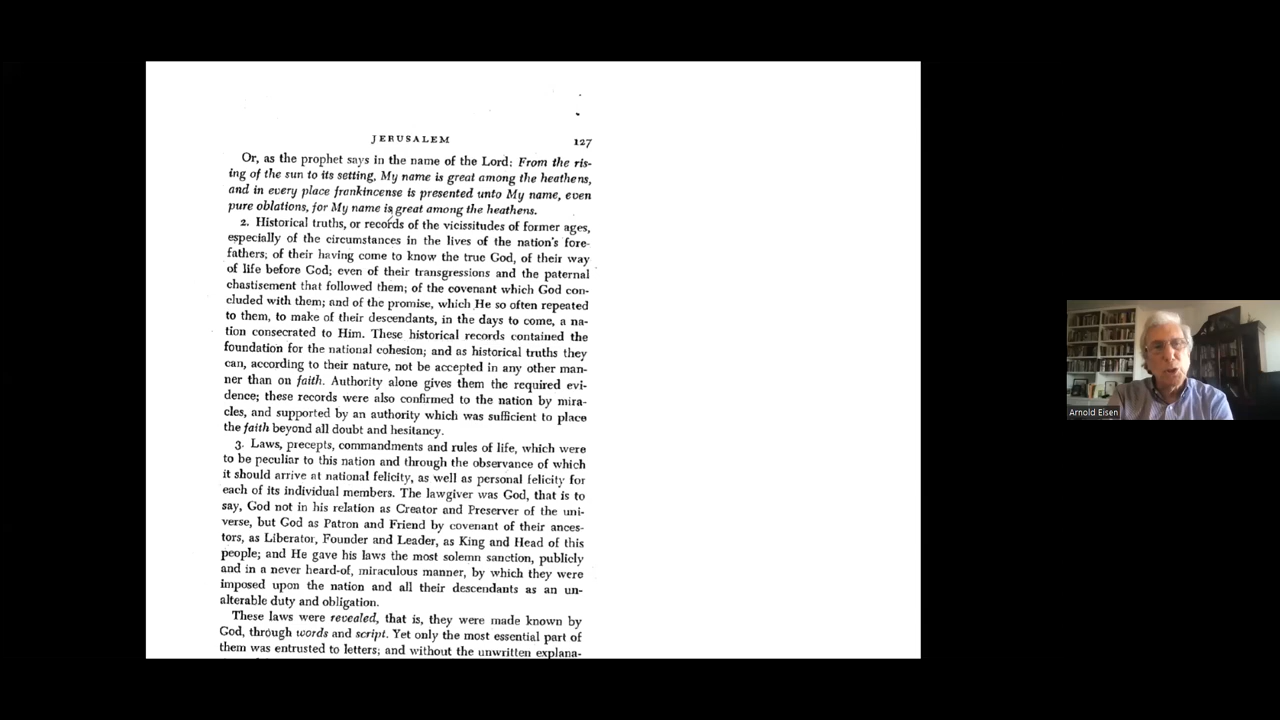 JERUSALEM 127
Or, as the prophet says in the name of the Lord: From the ris-
ing of the sun to its setting, My name is great among the heathens,
and in every place frankincense is presented unto My name, even
pure oblations, for My name is great among the heathens.
2. Historical truths, or records of the vicissitudes of former ages,
especially of the circumstances in the lives of the nation's fore-
fathers; of their having come to know the true God, of their way
of life before God; even of their transgressions and the paternal
chastisement that followed them; of the covenant which God con-
cluded with them; and of the promise, which He so often repeated
to them, to make of their descendants, in the days to come, a na-
tion consecrated to Him. These historical records contained the
foundation for the national cohesion; and as historical truths they
can, according to their nature, not be accepted in any other man-
ner than on faith. Authority alone gives them the required evi-
dence; these records were also confirmed to the nation by mira-
cles, and supported by an authority which was sufficient to place
the faith beyond all doubt and hesitancy.
3. Laws, precepts, commandments and rules of life, which were
to be peculiar to this nation and through the observance of which
it should arrive at national felicity, as well as personal felicity for
each of its individual members. The lawgiver was God, that is to
say, God not in his relation as Creator and Preserver of the uni-
verse, but God as Patron and Friend by covenant of their ances-
tors, as Liberator, Founder and Leader, as King and Head of this
people; and He gave his laws the most solemn sanction, publicly
and in a never heard-of, miraculous manner, by which they were
imposed upon the nation and all their descendants as an un-
alterable duty and obligation.
These laws were revealed, that is, they were made known by
God, through words and script. Yet only the most essential part of
them was entrusted to letters; and without the unwritten explana-
Arnold Eisen